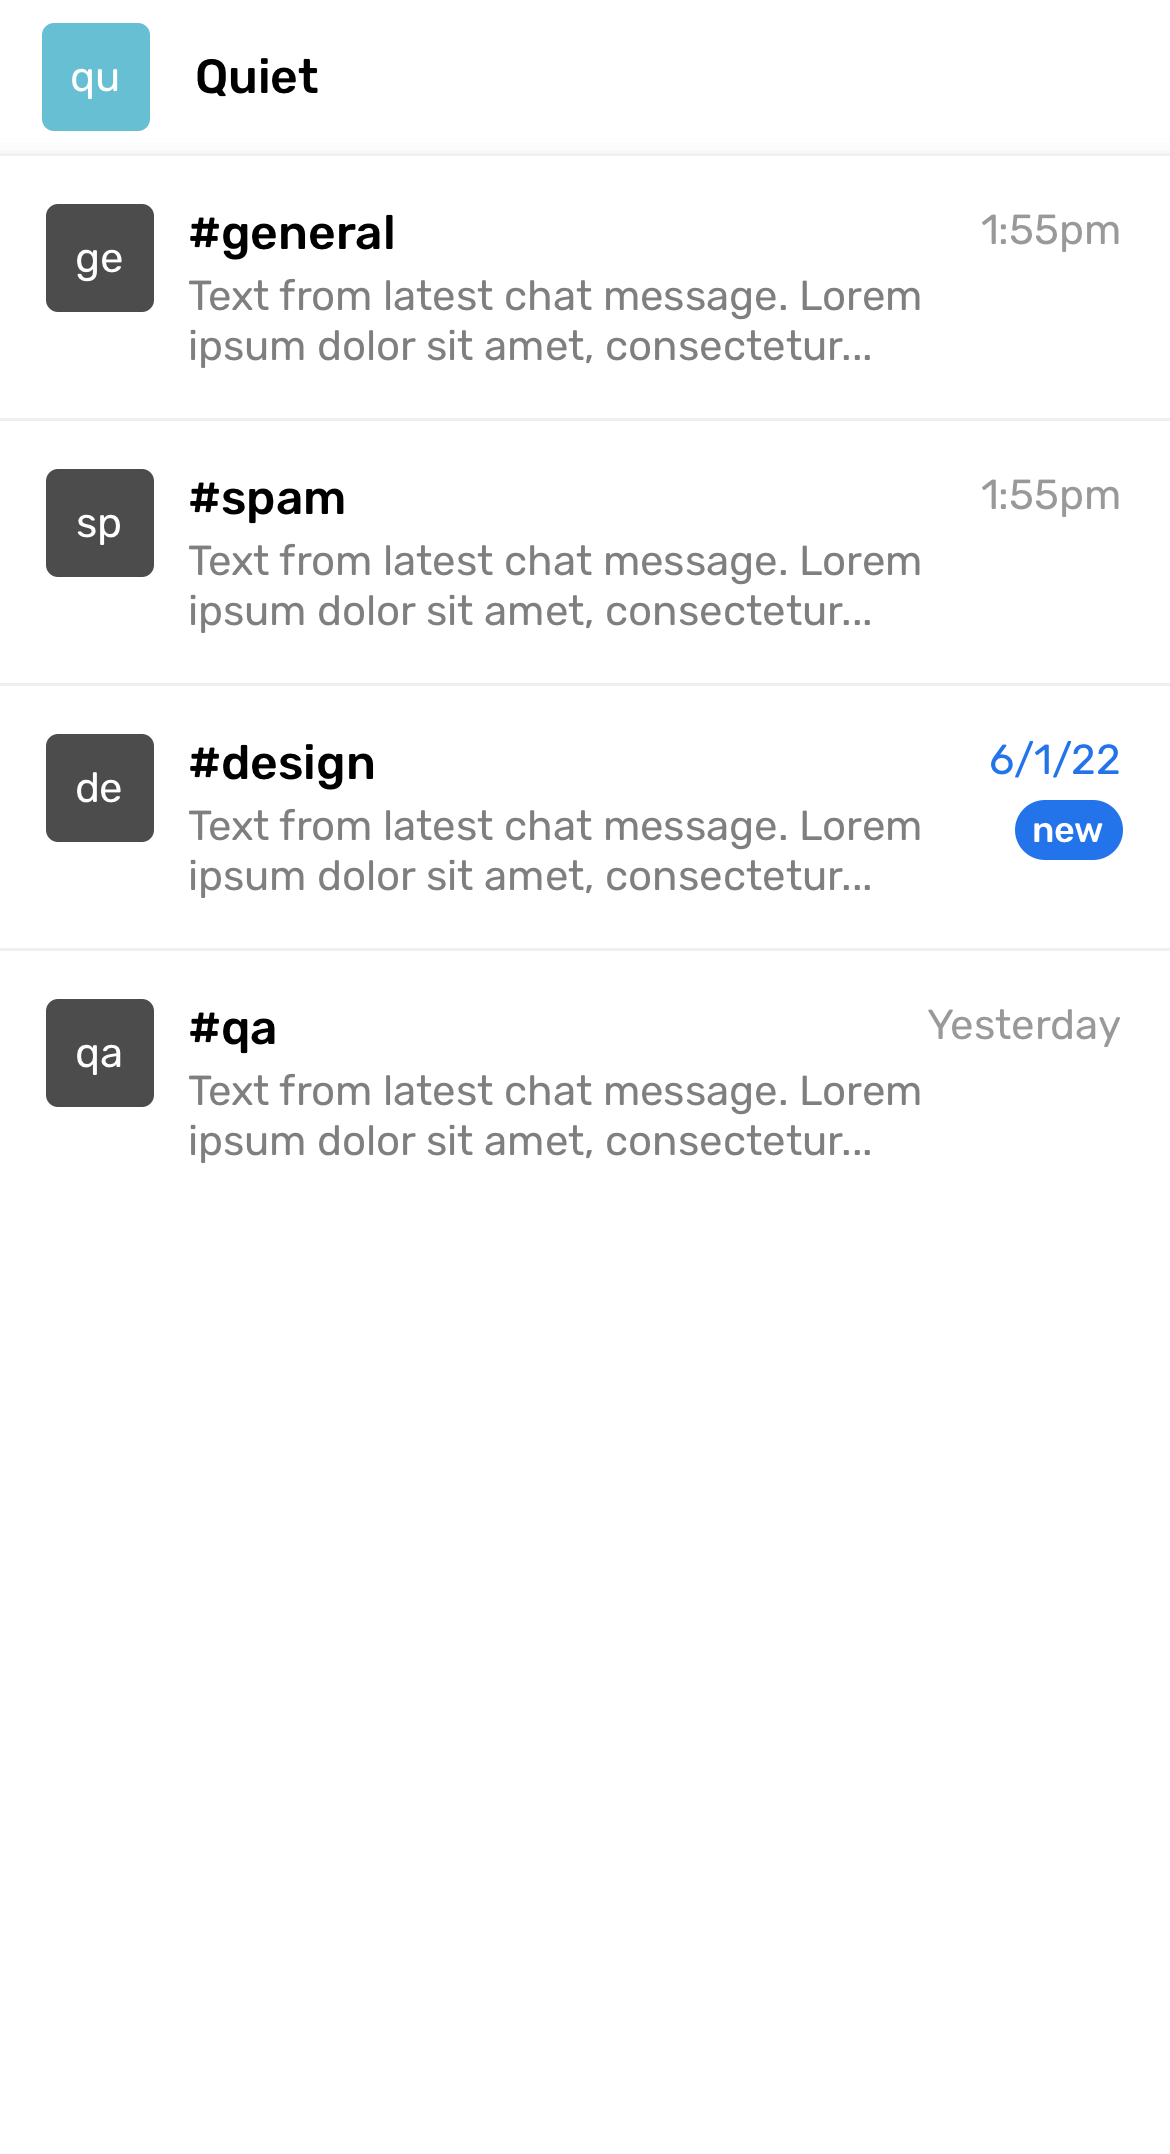 qu Quiet
ge #general 1:55pm
Text from latest chat message. Lorem
ipsum dolor sit amet, consectetur...
sp #spam 1:55pm
Text from latest chat message. Lorem
ipsum dolor sit amet, consectetur...
de #design 6/1/22
Text from latest chat message. Lorem new
ipsum dolor sit amet, consectetur...
qa #qa Yesterday
Text from latest chat message. Lorem
ipsum dolor sit amet, consectetur...